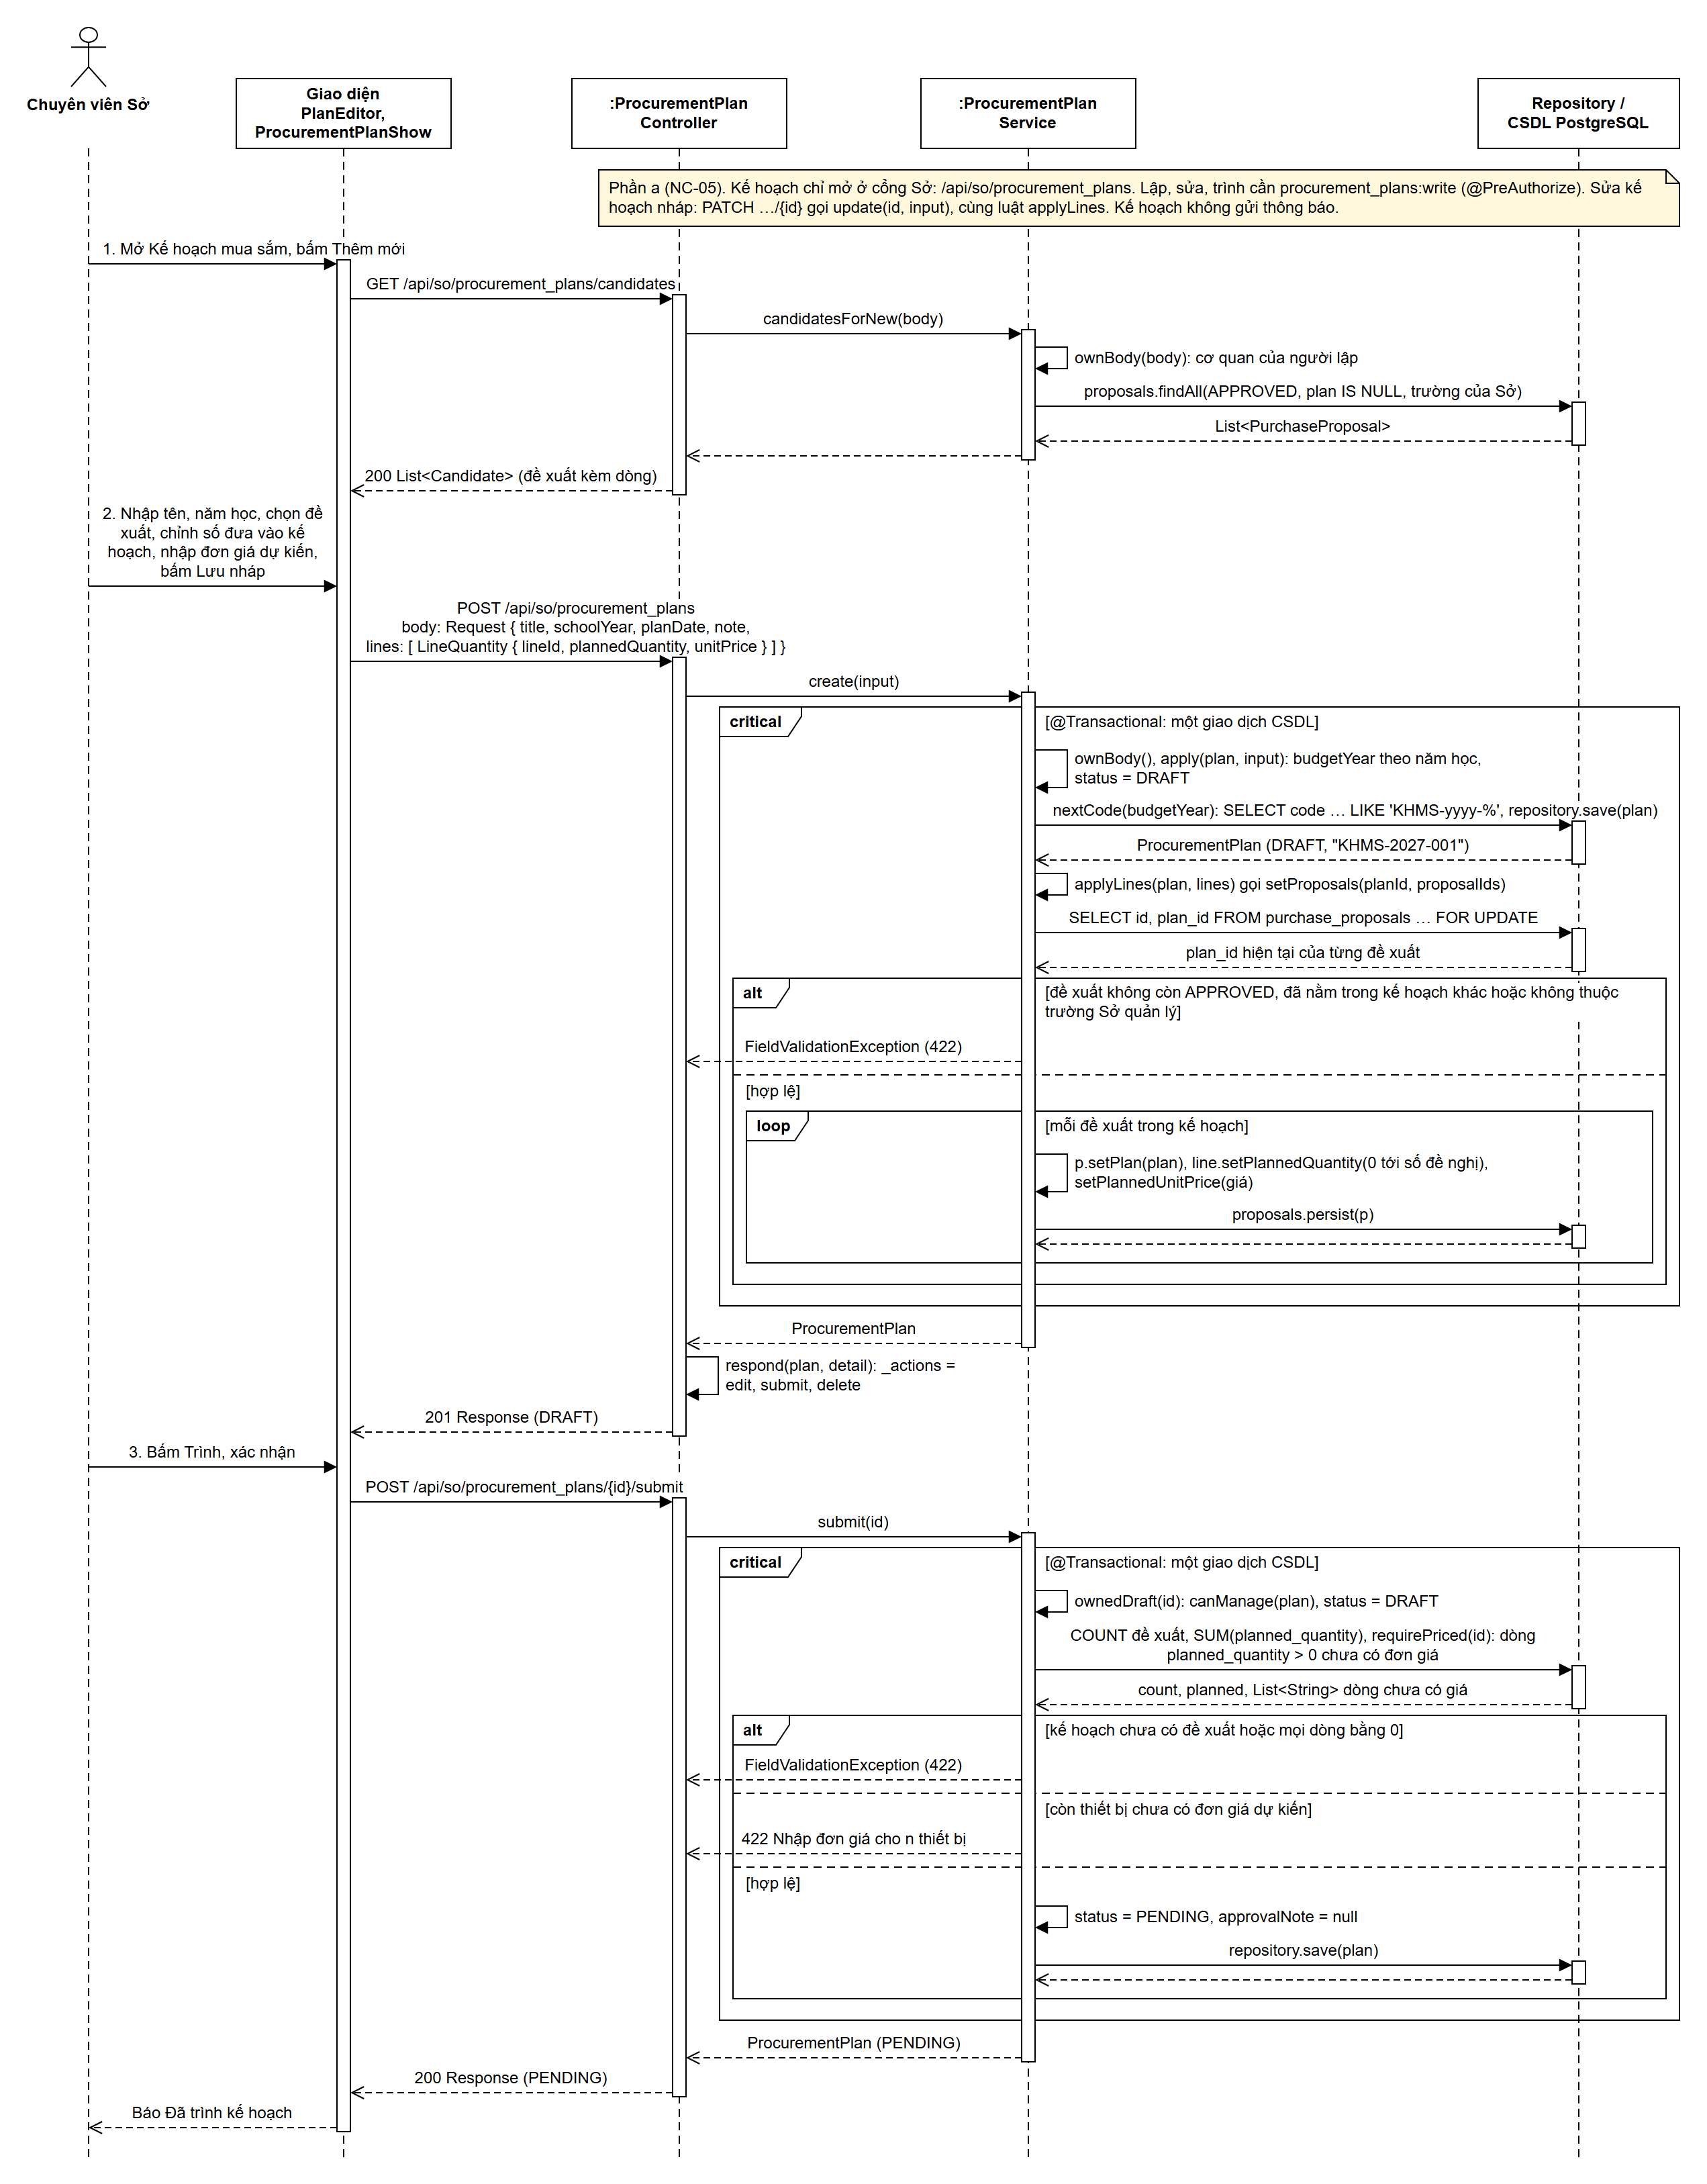 Chuyên viên Sở
Giao diện
PlanEditor,
ProcurementPlanShow
:ProcurementPlan
Controller
:ProcurementPlan
Service
Repository /
CSDL PostgreSQL
Phần a (NC-05). Kế hoạch chỉ mở ở cổng Sở: /api/so/procurement_plans. Lập, sửa, trình cần procurement_plans:write (@PreAuthorize). Sửa kế
hoạch nháp: PATCH …/{id} gọi update(id, input), cùng luật applyLines. Kế hoạch không gửi thông báo.
1. Mở Kế hoạch mua sắm, bấm Thêm mới
GET /api/so/procurement_plans/candidates
candidatesForNew(body)
ownBody(body): cơ quan của người lập
proposals.findAll(APPROVED, plan IS NULL, trường của Sở)
List<PurchaseProposal>
200 List<Candidate> (đề xuất kèm dòng)
2. Nhập tên, năm học, chọn đề
xuất, chỉnh số đưa vào kế
hoạch, nhập đơn giá dự kiến,
bấm Lưu nháp
POST /api/so/procurement_plans
body: Request { title, schoolYear, planDate, note,
lines: [ LineQuantity { lineId, plannedQuantity, unitPrice } ] }
create(input)
critical
[@Transactional: một giao dịch CSDL]
ownBody(), apply(plan, input): budgetYear theo năm học,
status = DRAFT
nextCode(budgetYear): SELECT code … LIKE 'KHMS-yyyy-%', repository.save(plan)
ProcurementPlan (DRAFT, "KHMS-2027-001")
applyLines(plan, lines) gọi setProposals(planId, proposalIds)
SELECT id, plan_id FROM purchase_proposals … FOR UPDATE
plan_id hiện tại của từng đề xuất
alt
[đề xuất không còn APPROVED, đã nằm trong kế hoạch khác hoặc không thuộc
trường Sở quản lý]
FieldValidationException (422)
[hợp lệ]
loop
[mỗi đề xuất trong kế hoạch]
p.setPlan(plan), line.setPlannedQuantity(0 tới số đề nghị),
setPlannedUnitPrice(giá)
proposals.persist(p)
ProcurementPlan
respond(plan, detail): _actions =
edit, submit, delete
201 Response (DRAFT)
3. Bấm Trình, xác nhận
POST /api/so/procurement_plans/{id}/submit
submit(id)
critical
[@Transactional: một giao dịch CSDL]
ownedDraft(id): canManage(plan), status = DRAFT
COUNT đề xuất, SUM(planned_quantity), requirePriced(id): dòng
planned_quantity > 0 chưa có đơn giá
count, planned, List<String> dòng chưa có giá
alt
[kế hoạch chưa có đề xuất hoặc mọi dòng bằng 0]
FieldValidationException (422)
[còn thiết bị chưa có đơn giá dự kiến]
422 Nhập đơn giá cho n thiết bị
[hợp lệ]
status = PENDING, approvalNote = null
repository.save(plan)
ProcurementPlan (PENDING)
200 Response (PENDING)
Báo Đã trình kế hoạch